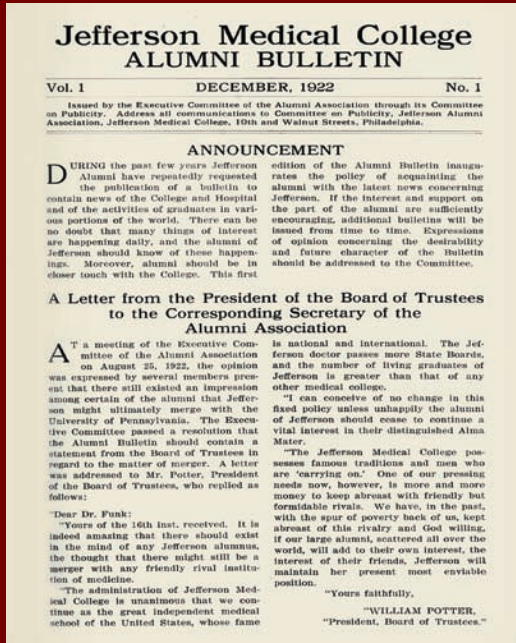 Jefferson Medical College
ALUMNI BULLETIN
Vol. 1 DECEMBER, 1922 No. 1
Issued by the Executive Committee of the Alumni Association through its Committee
on Publicity. Address all communications to Committee on Publicity, Jefferson Alumni
Association, Jefferson Medical College, 10th and Walnut Streets, Philadelphia.
ANNOUNCEMENT
DURING the past few years Jefferson
Alumni have repeatedly requested
the publication of a bulletin to
contain news of the College and Hospital
and of the activities of graduates in vari-
ous portions of the world. There can be
no doubt that many things of interest
are happening daily, and the alumni of
Jefferson should know of these happen-
ings. Moreover, alumni should be in
closer touch with the College. This first
edition of the Alumni Bulletin inaugu-
rates the policy of acquainting the
alumni with the latest news concerning
Jefferson. If the interest and support on
the part of the alumni are sufficiently
encouraging, additional bulletins will be
issued from time to time. Expressions
of opinion concerning the desirability
and future character of the Bulletin
should be addressed to the Committee.
A Letter from the President of the Board of Trustees
to the Corresponding Secretary of the
Alumni Association
AT a meeting of the Executive Com-
mittee of the Alumni Association
on August 25, 1922, the opinion
was expressed by several members pres-
ent that there still existed an impression
among certain of the alumni that Jeffer-
son might ultimately merge with the
University of Pennsylvania. The Execu-
tive Committee passed a resolution that
the Alumni Bulletin should contain a
statement from the Board of Trustees in
regard to the matter of merger. A letter
was addressed to Mr. Potter, President
of the Board of Trustees, who replied as
follows:
"Dear Dr. Funk:
"Yours of the 16th inst. received. It is
indeed amazing that there should exist
in the mind of any Jefferson alumnus,
the thought that there might still be a
merger with any friendly rival institu-
tion of medicine.
"The administration of Jefferson Med-
ical College is unanimous that we con-
tinue as the great independent medical
school of the United States, whose fame
is national and international. The Jef-
ferson doctor passes more State Boards,
and the number of living graduates of
Jefferson is greater than that of any
other medical college.
"I can conceive of no change in this
fixed policy unless unhappily the alumni
of Jefferson should cease to continue a
vital interest in their distinguished Alma
Mater.
"The Jefferson Medical College pos-
sesses famous traditions and men who
are 'carrying on.' One of our pressing
needs now, however, is more and more
money to keep abreast with friendly but
formidable rivals. We have, in the past,
with the spur of poverty back of us, kept
abreast of this rivalry and God willing,
if our large alumni, scattered all over the
world, will add to their own interest, the
interest of their friends, Jefferson will
maintain her present most enviable
position.
"Yours faithfully,
"WILLIAM POTTER,
"President, Board of Trustees."